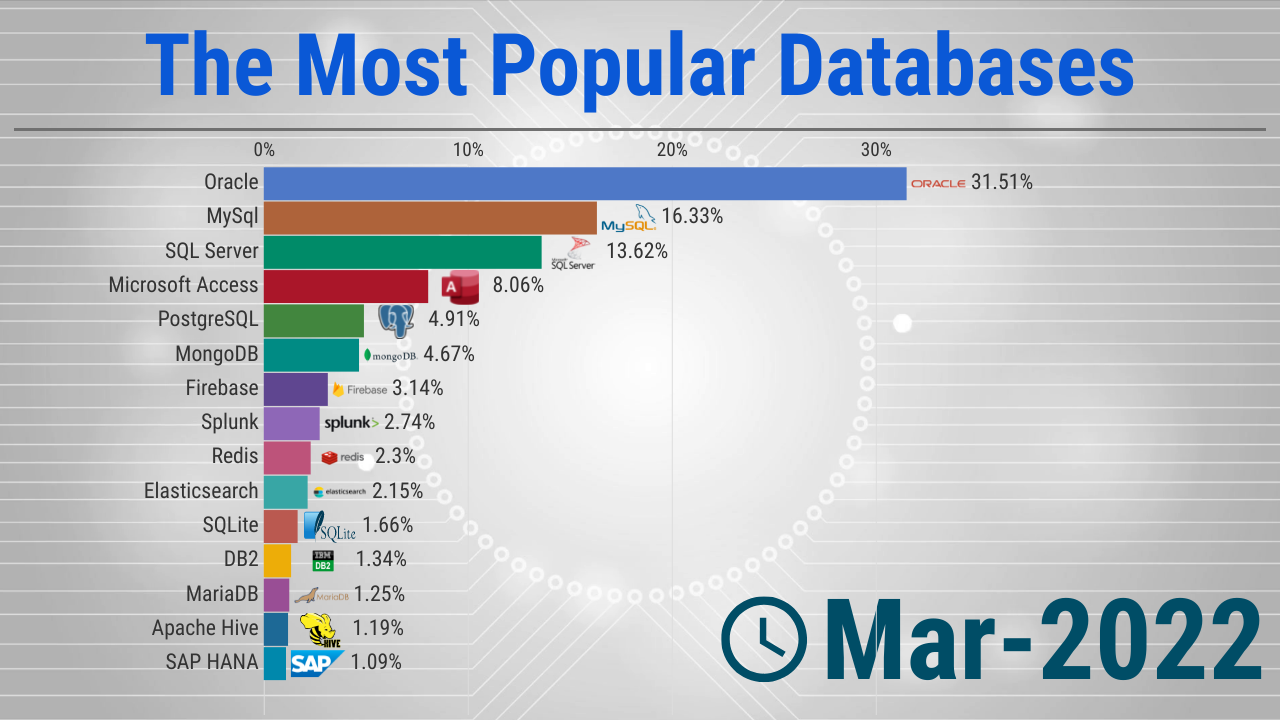 The Most Popular Databases
0% 10% 20% 30%
Oracle ORACLE 31.51%
MySql MySQL 16.33%
SQL Server Microsoft SQL Server 13.62%
Microsoft Access A 8.06%
PostgreSQL 4.91%
MongoDB mongoDB 4.67%
Firebase Firebase 3.14%
Splunk splunk> 2.74%
Redis redis 2.3%
Elasticsearch elasticsearch 2.15%
SQLite SQLite 1.66%
DB2 IBM DB2 1.34%
MariaDB MariaDB 1.25%
Apache Hive HIVE 1.19%
SAP HANA SAP 1.09%
Mar-2022